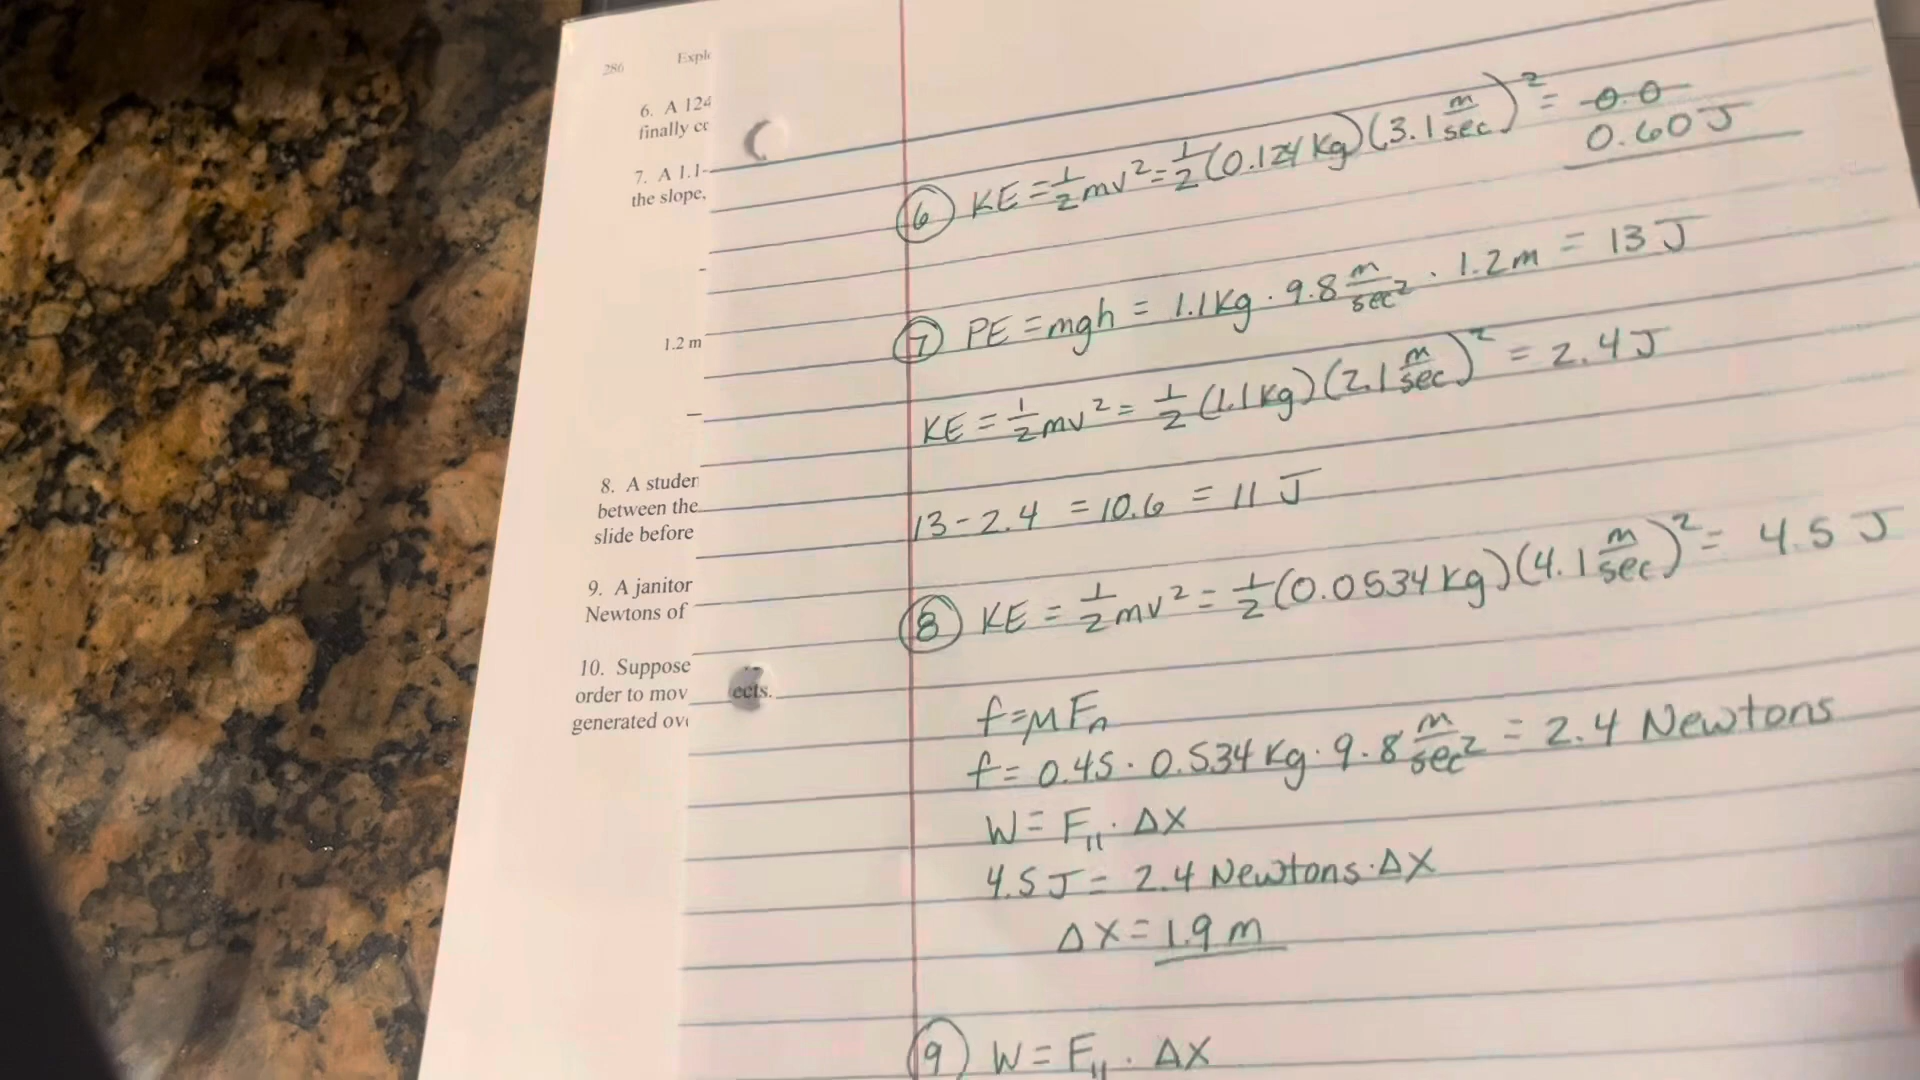 286 Expl
6. A 124
finally co
7. A 1.1-
the slope,
1.2 m
8. A studen
between the
slide before
9. A janitor
Newtons of
10. Suppose
order to mov
generated ov
ects.
⑥ KE = 1/2 mv² = 1/2 (0.124 Kg)(3.1 m/sec)² = 0.0
0.60 J
⑦ PE = mgh = 1.1 Kg · 9.8 m/sec² · 1.2 m = 13 J
KE = 1/2 mv² = 1/2 (1.1 Kg)(2.1 m/sec)² = 2.4 J
13 - 2.4 = 10.6 = 11 J
⑧ KE = 1/2 mv² = 1/2 (0.0534 Kg)(4.1 m/sec)² = 4.5 J
f = μ Fn
f = 0.45 · 0.534 Kg · 9.8 m/sec² = 2.4 Newtons
W = F∥ · ΔX
4.5 J = 2.4 Newtons · ΔX
ΔX = 1.9 m
⑨ W = F∥ · ΔX